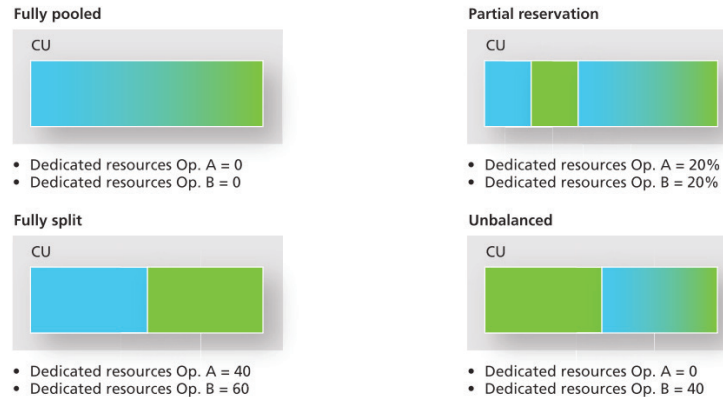 Fully pooled
CU
• Dedicated resources Op. A = 0
• Dedicated resources Op. B = 0
Partial reservation
CU
• Dedicated resources Op. A = 20%
• Dedicated resources Op. B = 20%
Fully split
CU
• Dedicated resources Op. A = 40
• Dedicated resources Op. B = 60
Unbalanced
CU
• Dedicated resources Op. A = 0
• Dedicated resources Op. B = 40